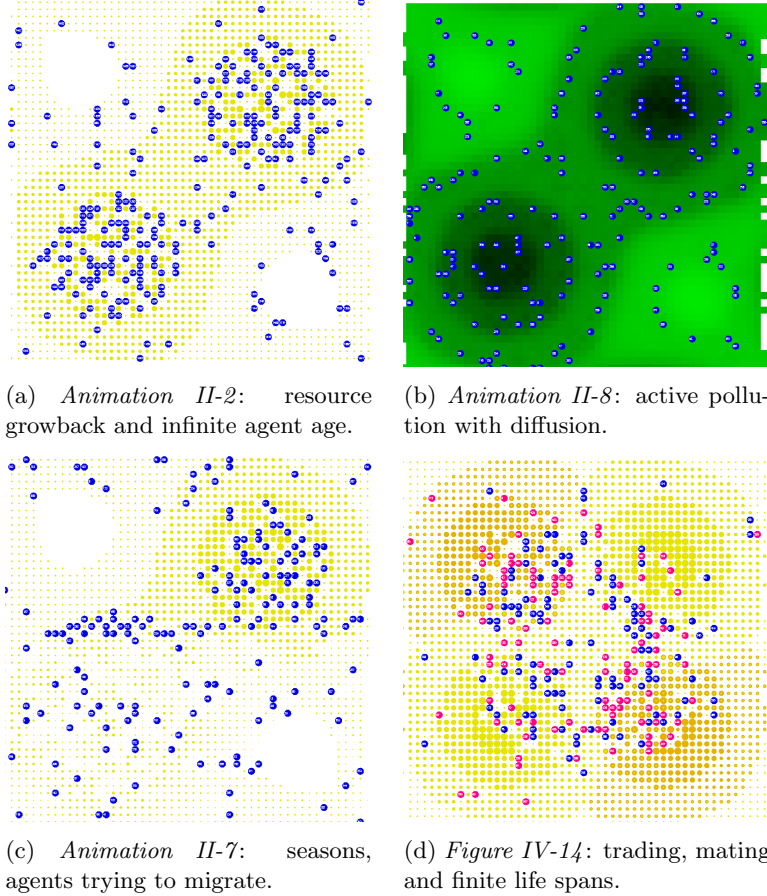 (a) Animation II-2: resource
growback and infinite agent age.
(b) Animation II-8: active pollu-
tion with diffusion.
(c) Animation II-7: seasons,
agents trying to migrate.
(d) Figure IV-14: trading, mating
and finite life spans.